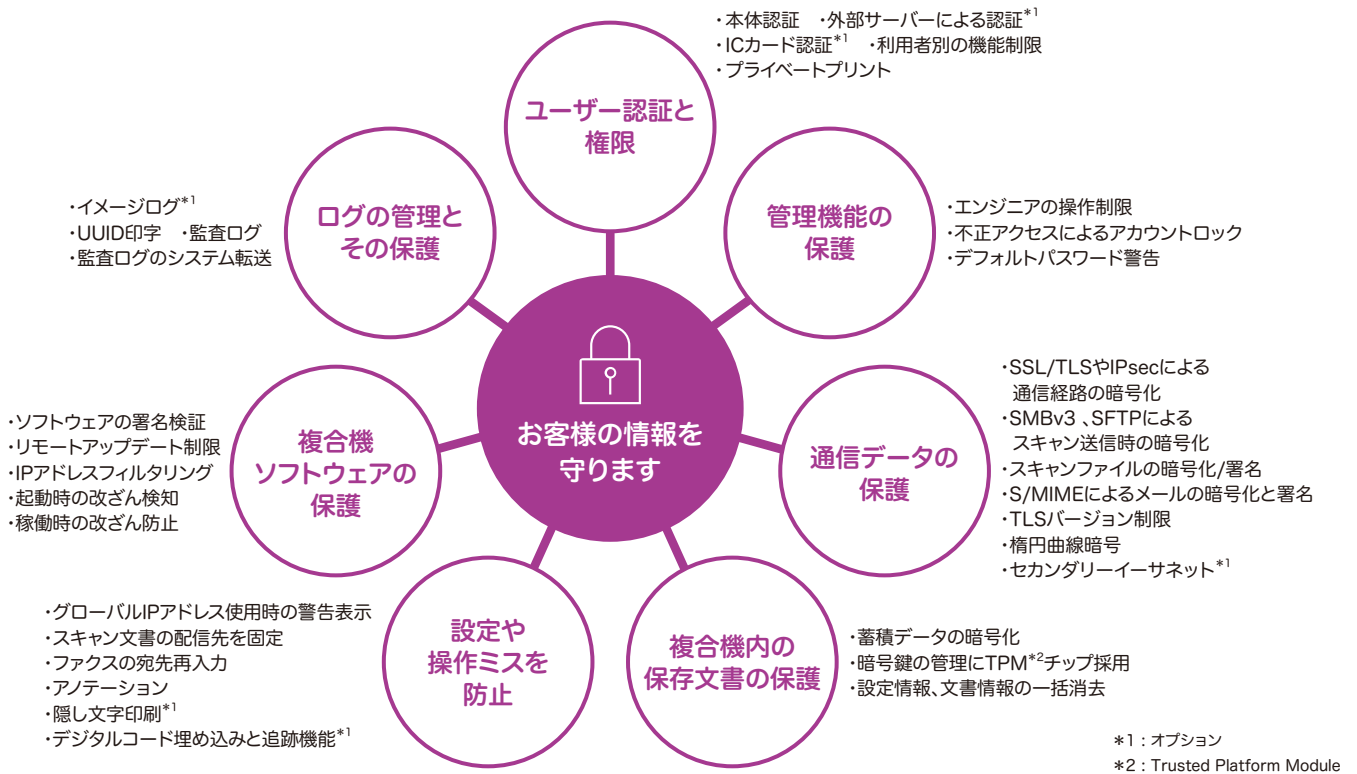 ・本体認証　・外部サーバーによる認証*1
・ICカード認証*1　・利用者別の機能制限
・プライベートプリント
ユーザー認証と
権限
・イメージログ*1
・UUID印字　・監査ログ
・監査ログのシステム転送
ログの管理と
その保護
管理機能の
保護
・エンジニアの操作制限
・不正アクセスによるアカウントロック
・デフォルトパスワード警告
お客様の情報を
守ります
・ソフトウェアの署名検証
・リモートアップデート制限
・IPアドレスフィルタリング
・起動時の改ざん検知
・稼働時の改ざん防止
複合機
ソフトウェアの
保護
通信データの
保護
・SSL/TLSやIPsecによる
通信経路の暗号化
・SMBv3 、SFTPによる
スキャン送信時の暗号化
・スキャンファイルの暗号化/署名
・S/MIMEによるメールの暗号化と署名
・TLSバージョン制限
・楕円曲線暗号
・セカンダリーイーサネット*1
・グローバルIPアドレス使用時の警告表示
・スキャン文書の配信先を固定
・ファクスの宛先再入力
・アノテーション
・隠し文字印刷*1
・デジタルコード埋め込みと追跡機能*1
設定や
操作ミスを
防止
複合機内の
保存文書の保護
・蓄積データの暗号化
・暗号鍵の管理にTPM*2チップ採用
・設定情報、文書情報の一括消去
*1 : オプション
*2 : Trusted Platform Module